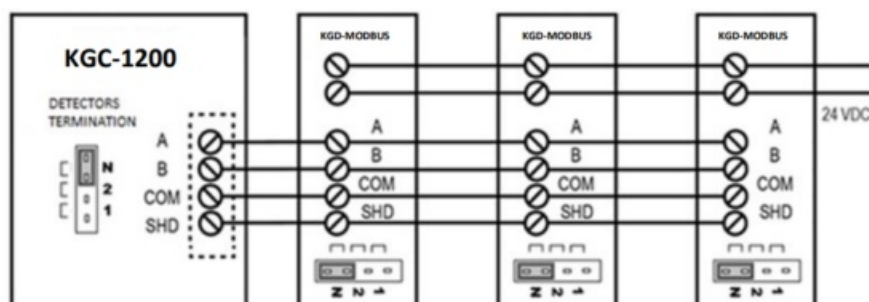 KGC-1200
DETECTORS
TERMINATION
A
B
COM
SHD
N
2
1
KGD-MODBUS
A
B
COM
SHD
N
2
1
KGD-MODBUS
A
B
COM
SHD
N
2
1
KGD-MODBUS
24 VDC
A
B
COM
SHD
N
2
1